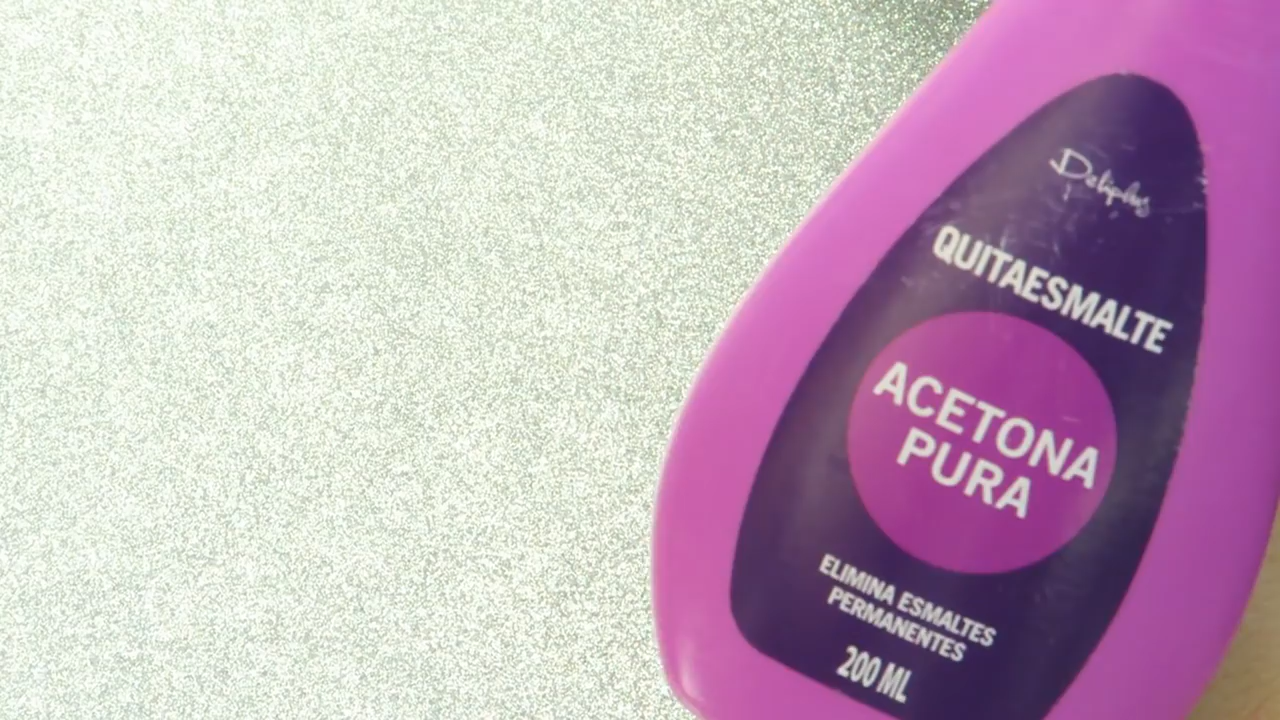 Deliplus
QUITAESMALTE
ACETONA
PURA
ELIMINA ESMALTES
PERMANENTES
200 ML